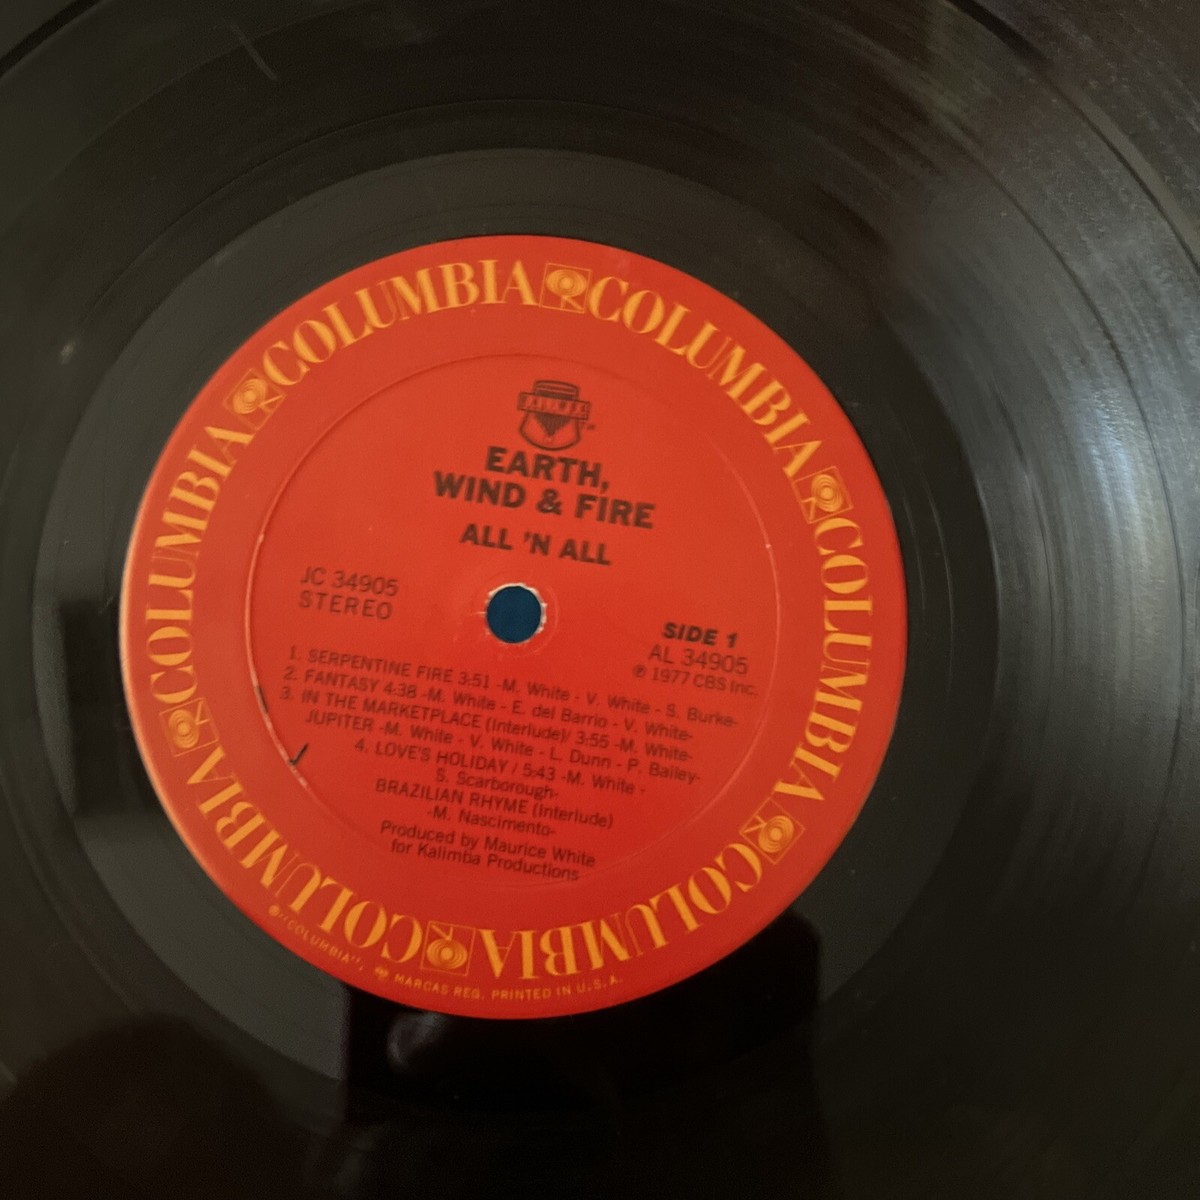 COLUMBIA COLUMBIA COLUMBIA COLUMBIA COLUMBIA COLUMBIA
EARTH,
WIND & FIRE
ALL 'N ALL
JC 34905
STEREO
SIDE 1
AL 34905
℗ 1977 CBS Inc.
1. SERPENTINE FIRE 3:51 -M. White - V. White - S. Burke-
2. FANTASY 4:38 -M. White - E. del Barrio - V. White-
3. IN THE MARKETPLACE (Interlude)/ 3:55 -M. White-
JUPITER -M. White - V. White - L. Dunn - P. Bailey-
4. LOVE'S HOLIDAY / 5:43 -M. White -
S. Scarborough-
BRAZILIAN RHYME (Interlude)
-M. Nascimento-
Produced by Maurice White
for Kalimba Productions
®"COLUMBIA", MARCAS REG. PRINTED IN U.S.A.